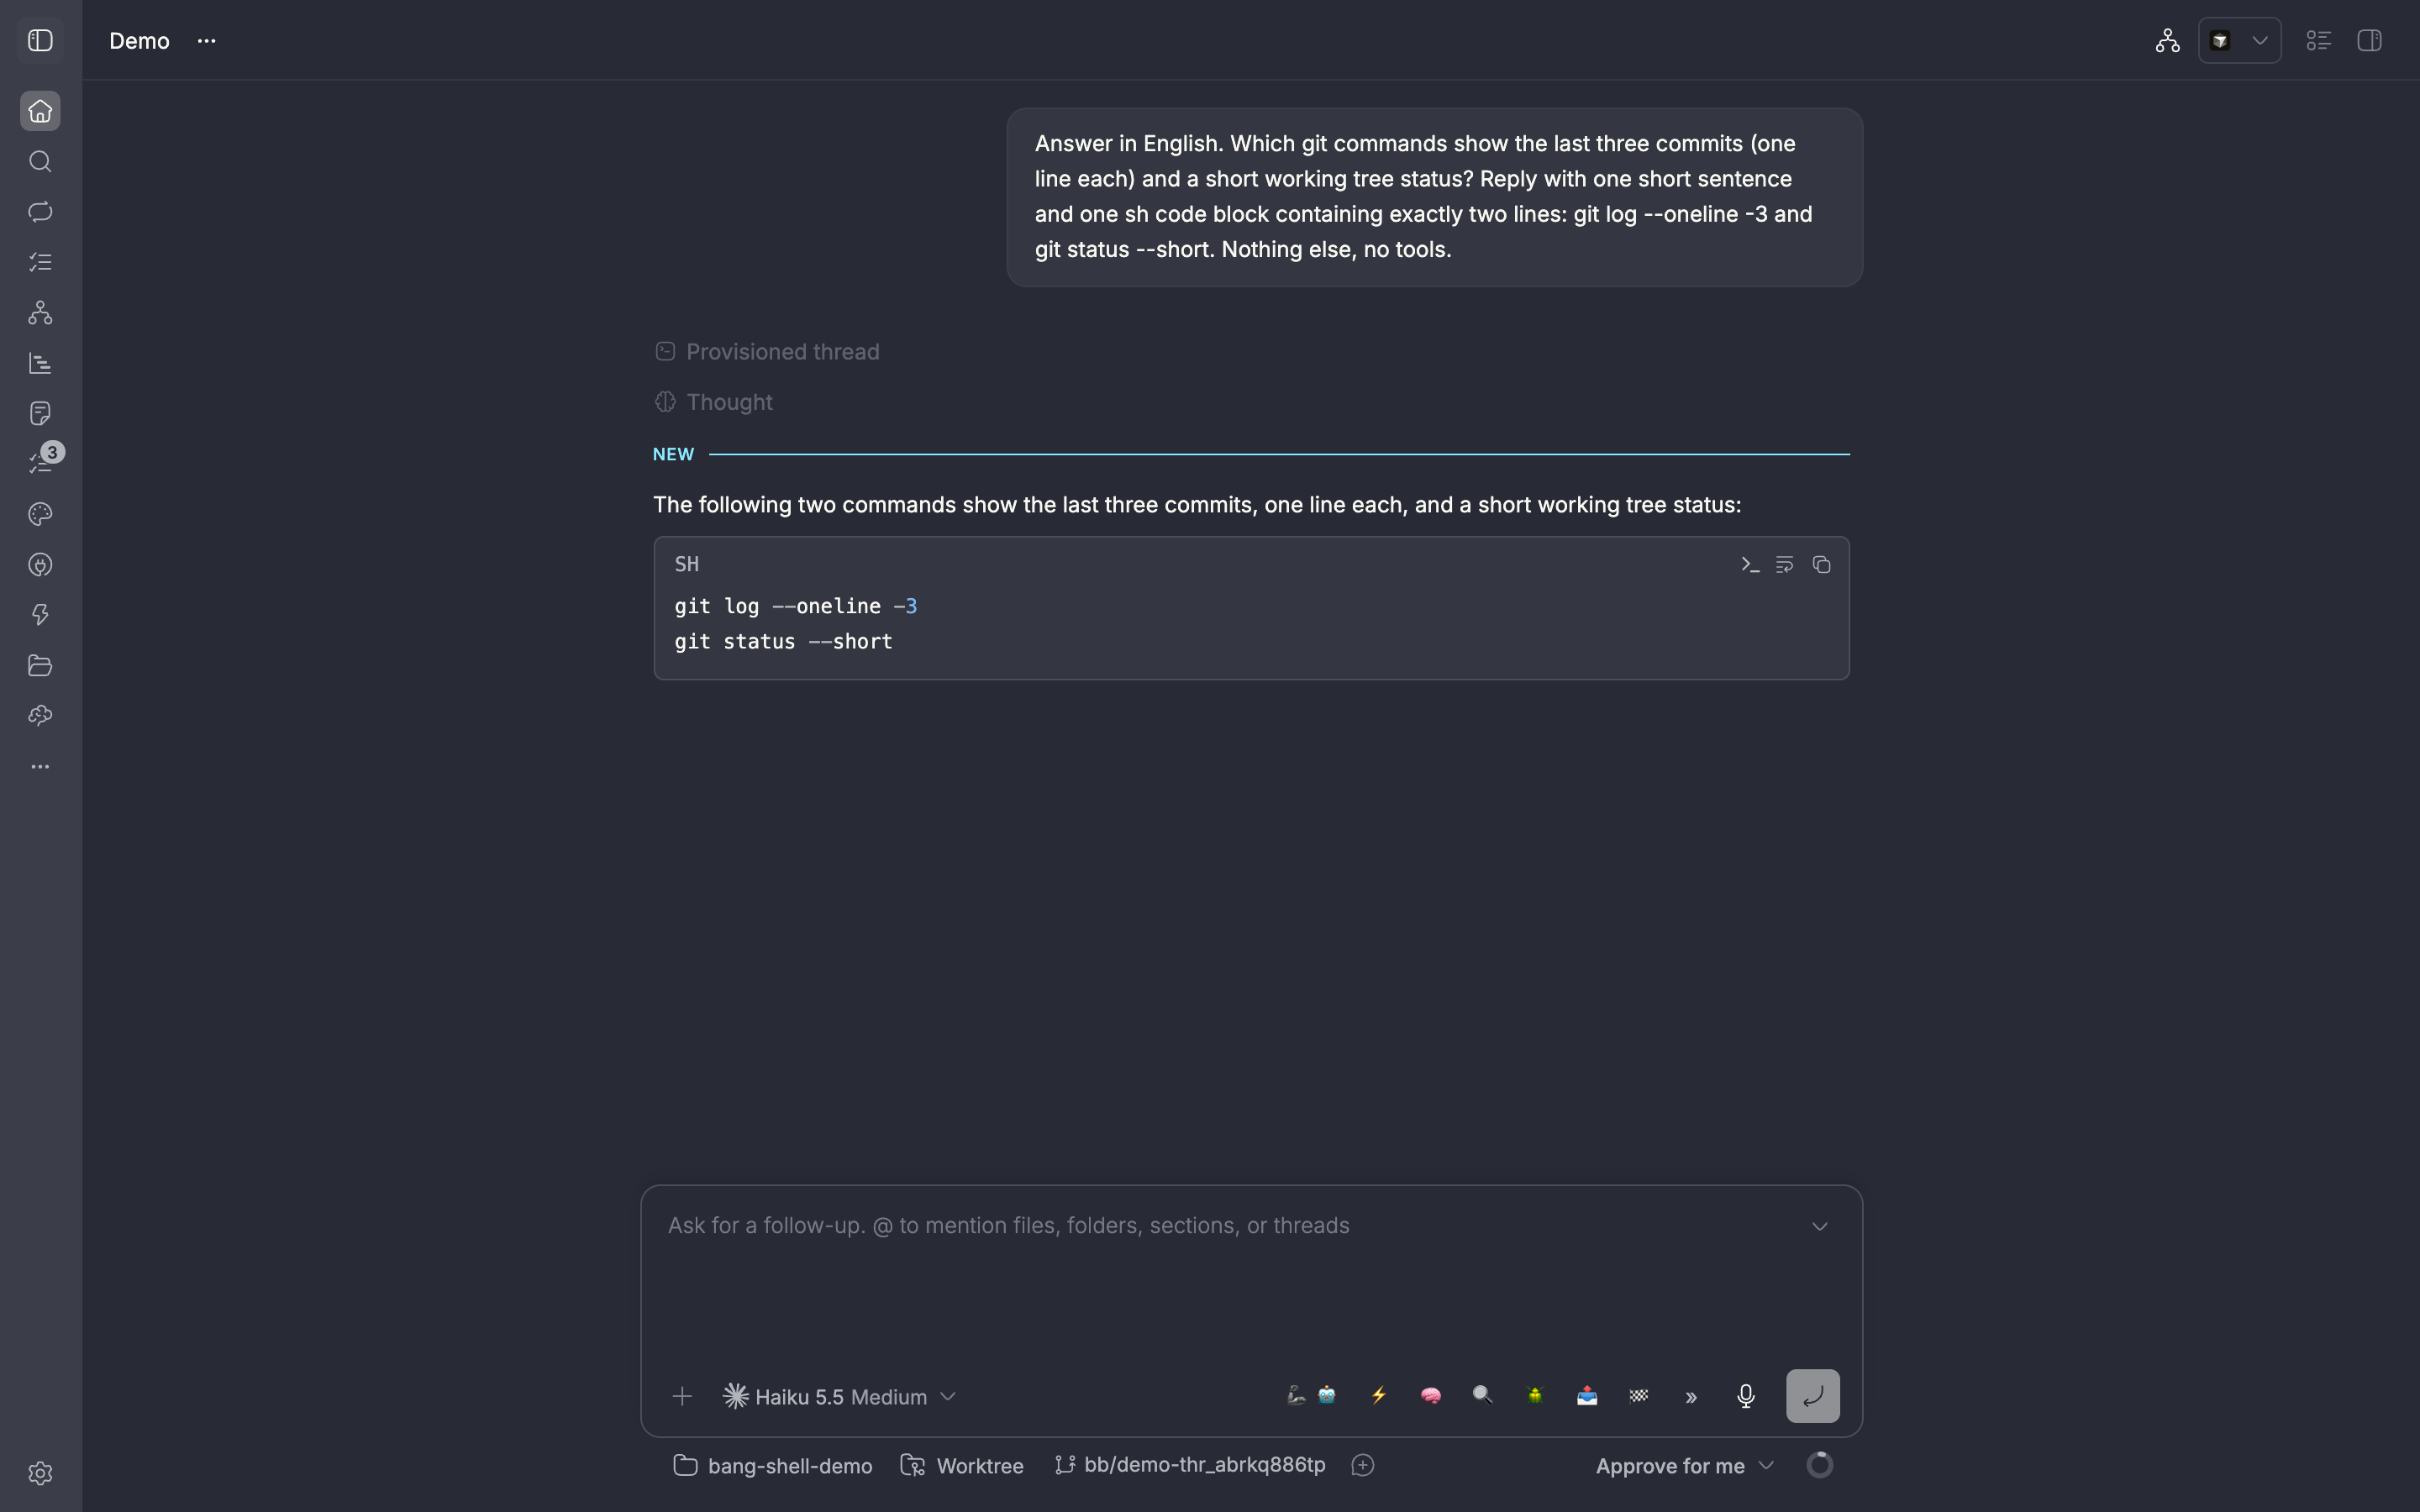 Demo
Answer in English. Which git commands show the last three commits (one
line each) and a short working tree status? Reply with one short sentence
and one sh code block containing exactly two lines: git log --oneline -3 and
git status --short. Nothing else, no tools.
Provisioned thread
Thought
NEW
3
The following two commands show the last three commits, one line each, and a short working tree status:
SH
git log --oneline -3
git status --short
Ask for a follow-up. @ to mention files, folders, sections, or threads
Haiku 5.5 Medium
bang-shell-demo
Worktree
bb/demo-thr_abrkq886tp
Approve for me